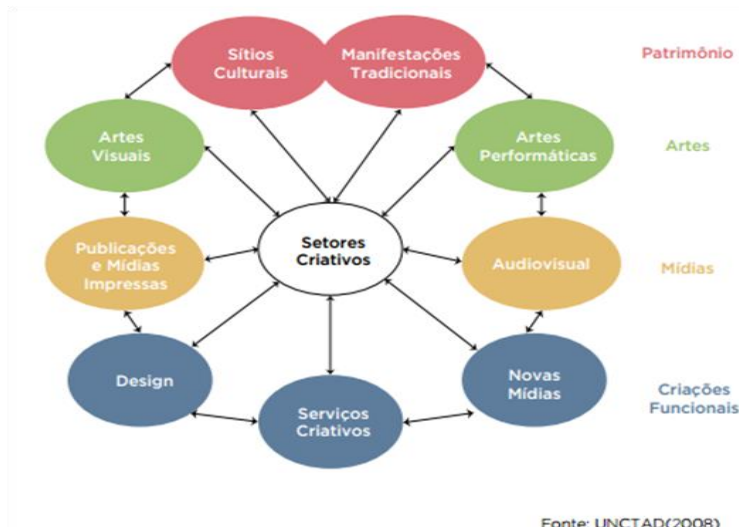 Sítios
Culturais
Manifestações
Tradicionais
Patrimônio
Artes
Visuais
Artes
Performáticas
Artes
Setores
Criativos
Publicações
e Mídias
Impressas
Audiovisual
Mídias
Design
Serviços
Criativos
Novas
Mídias
Criações
Funcionais
Fonte: UNCTAD(2008)